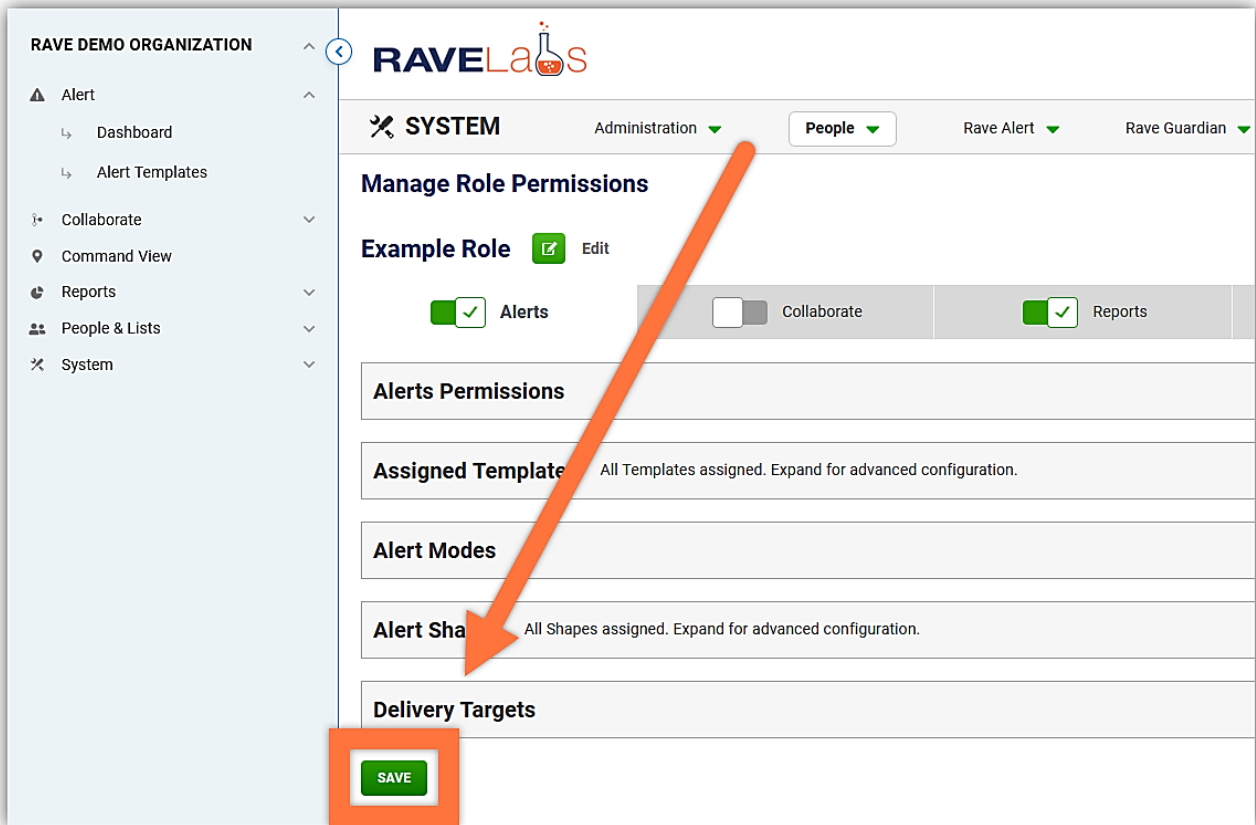 RAVE DEMO ORGANIZATION
Alert
Dashboard
Alert Templates
Collaborate
Command View
Reports
People & Lists
System
RAVELabs
SYSTEM
Administration
People
Rave Alert
Rave Guardian
Manage Role Permissions
Example Role
Edit
Alerts
Collaborate
Reports
Alerts Permissions
Assigned Template All Templates assigned. Expand for advanced configuration.
Alert Modes
Alert Sha All Shapes assigned. Expand for advanced configuration.
Delivery Targets
SAVE